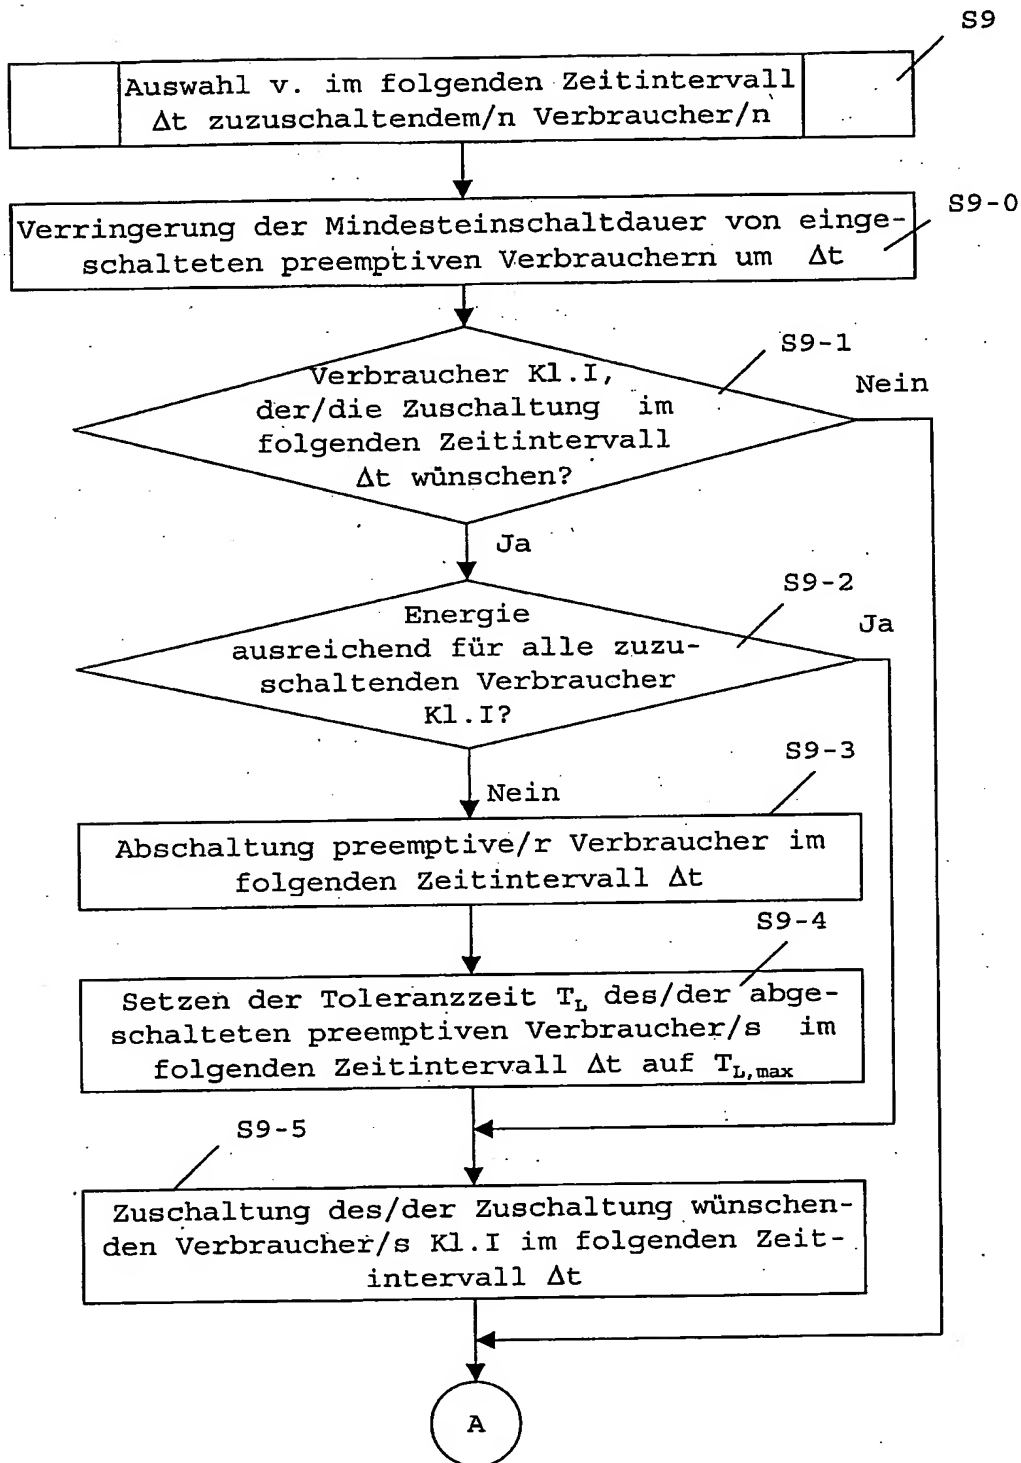 S9
Auswahl v. im folgenden Zeitintervall
Δt zuzuschaltendem/n Verbraucher/n
S9-0
Verringerung der Mindesteinschaltdauer von einge-
schalteten preemptiven Verbrauchern um Δt
S9-1
Verbraucher Kl.I,
der/die Zuschaltung im
folgenden Zeitintervall
Δt wünschen?
Nein
Ja
S9-2
Energie
ausreichend für alle zuzu-
schaltenden Verbraucher
Kl.I?
Ja
Nein
S9-3
Abschaltung preemptive/r Verbraucher im
folgenden Zeitintervall Δt
S9-4
Setzen der Toleranzzeit T_L des/der abge-
schalteten preemptiven Verbraucher/s im
folgenden Zeitintervall Δt auf T_L,max
S9-5
Zuschaltung des/der Zuschaltung wünschen-
den Verbraucher/s Kl.I im folgenden Zeit-
intervall Δt
A